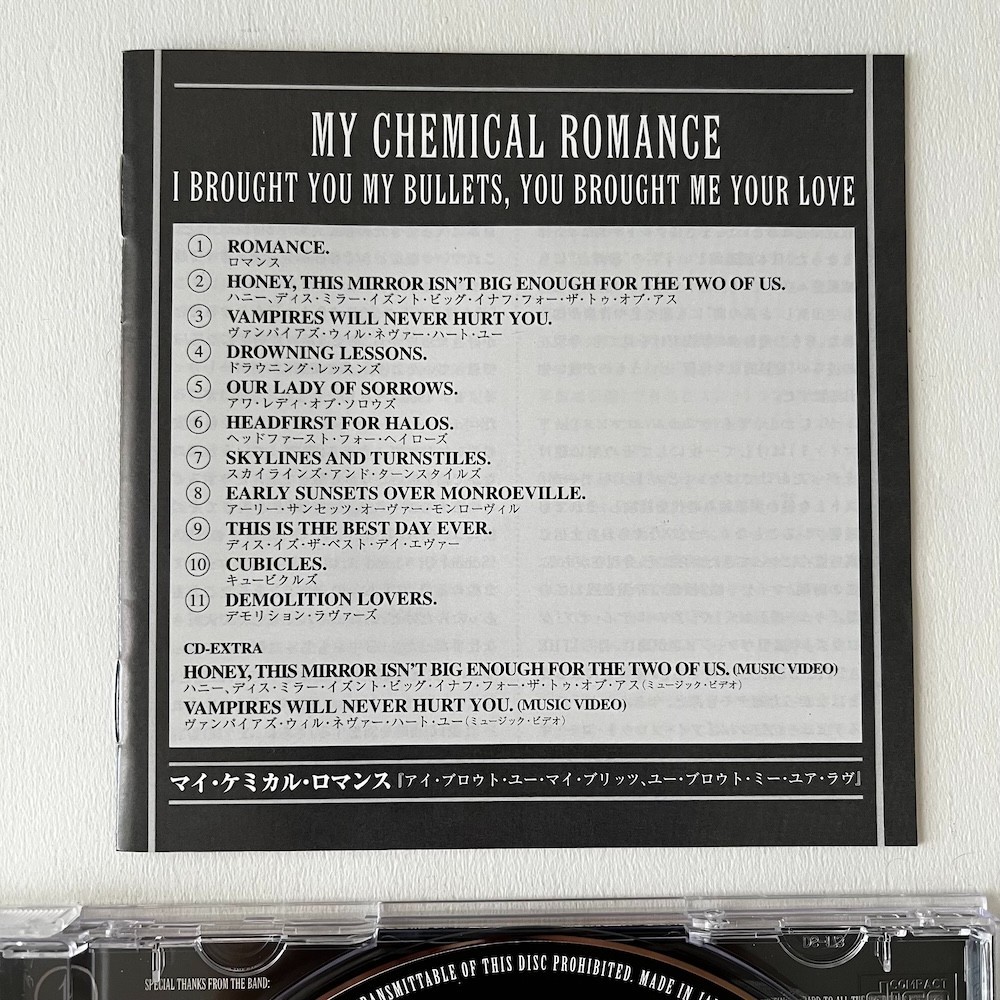 MY CHEMICAL ROMANCE
I BROUGHT YOU MY BULLETS, YOU BROUGHT ME YOUR LOVE
① ROMANCE.
ロマンス
② HONEY, THIS MIRROR ISN'T BIG ENOUGH FOR THE TWO OF US.
ハニー、ディス・ミラー・イズント・ビッグ・イナフ・フォー・ザ・トゥ・オブ・アス
③ VAMPIRES WILL NEVER HURT YOU.
ヴァンパイアズ・ウィル・ネヴァー・ハート・ユー
④ DROWNING LESSONS.
ドラウニング・レッスンズ
⑤ OUR LADY OF SORROWS.
アワ・レディ・オブ・ソロウズ
⑥ HEADFIRST FOR HALOS.
ヘッドファースト・フォー・ヘイローズ
⑦ SKYLINES AND TURNSTILES.
スカイラインズ・アンド・ターンスタイルズ
⑧ EARLY SUNSETS OVER MONROEVILLE.
アーリー・サンセッツ・オーヴァー・モンローヴィル
⑨ THIS IS THE BEST DAY EVER.
ディス・イズ・ザ・ベスト・デイ・エヴァー
⑩ CUBICLES.
キュービクルズ
⑪ DEMOLITION LOVERS.
デモリション・ラヴァーズ
CD-EXTRA
HONEY, THIS MIRROR ISN'T BIG ENOUGH FOR THE TWO OF US. (MUSIC VIDEO)
ハニー、ディス・ミラー・イズント・ビッグ・イナフ・フォー・ザ・トゥ・オブ・アス(ミュージック・ビデオ)
VAMPIRES WILL NEVER HURT YOU. (MUSIC VIDEO)
ヴァンパイアズ・ウィル・ネヴァー・ハート・ユー(ミュージック・ビデオ)
マイ・ケミカル・ロマンス『アイ・ブロウト・ユー・マイ・ブリッツ、ユー・ブロウト・ミー・ユア・ラヴ』
SPECIAL THANKS FROM THE BAND:
OF THIS DISC PROHIBITED. MADE IN
COMPACT